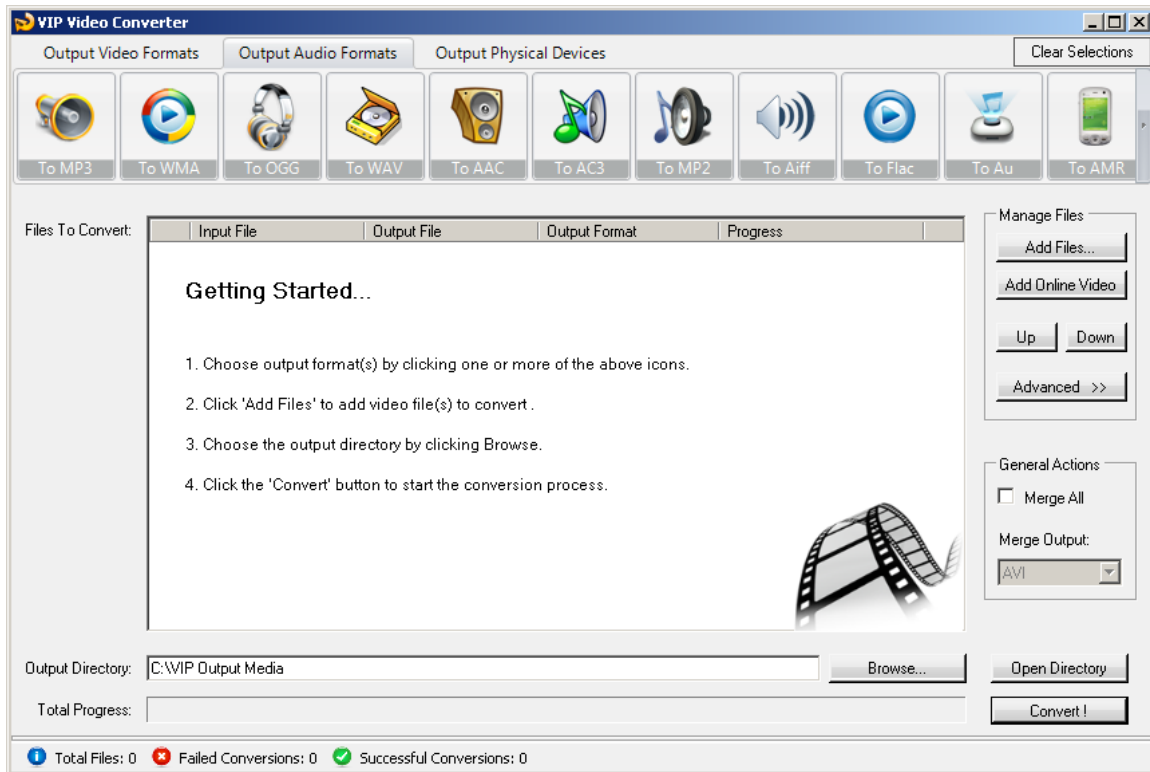 VIP Video Converter
Output Video Formats Output Audio Formats Output Physical Devices Clear Selections
To MP3 To WMA To OGG To WAV To AAC To AC3 To MP2 To Aiff To Flac To Au To AMR
Files To Convert:
Input File Output File Output Format Progress
Getting Started...
1. Choose output format(s) by clicking one or more of the above icons.
2. Click 'Add Files' to add video file(s) to convert .
3. Choose the output directory by clicking Browse.
4. Click the 'Convert' button to start the conversion process.
Manage Files
Add Files...
Add Online Video
Up Down
Advanced >>
General Actions
Merge All
Merge Output:
AVI
Output Directory: C:\VIP Output Media Browse... Open Directory
Total Progress: Convert !
Total Files: 0 Failed Conversions: 0 Successful Conversions: 0